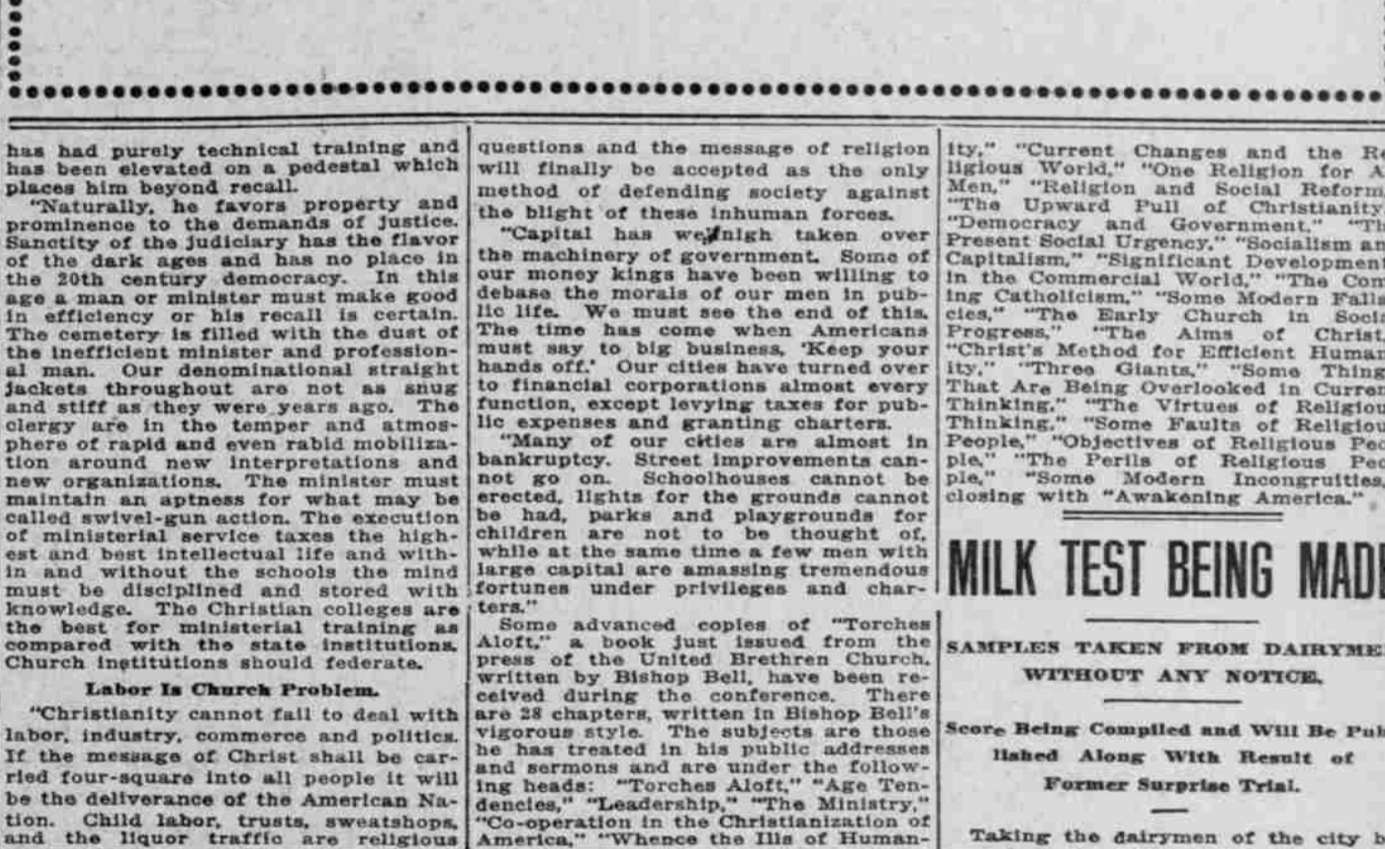 has had purely technical training and
has been elevated on a pedestal which
places him beyond recall.
"Naturally, he favors property and
prominence to the demands of justice.
Sanctity of the judiciary has the flavor
of the dark ages and has no place in
the 20th century democracy. In this
age a man or minister must make good
in efficiency or his recall is certain.
The cemetery is filled with the dust of
the inefficient minister and profession-
al man. Our denominational straight
jackets throughout are not as snug
and stiff as they were years ago. The
clergy are in the temper and atmos-
phere of rapid and even rabid mobiliza-
tion around new interpretations and
new organizations. The minister must
maintain an aptness for what may be
called swivel-gun action. The execution
of ministerial service taxes the high-
est and best intellectual life and with-
in and without the schools the mind
must be disciplined and stored with
knowledge. The Christian colleges are
the best for ministerial training as
compared with the state institutions.
Church institutions should federate.
Labor Is Church Problem.
"Christianity cannot fail to deal with
labor, industry, commerce and politics.
If the message of Christ shall be car-
ried four-square into all people it will
be the deliverance of the American Na-
tion. Child labor, trusts, sweatshops,
and the liquor traffic are religious
questions and the message of religion
will finally be accepted as the only
method of defending society against
the blight of these inhuman forces.
"Capital has well nigh taken over
the machinery of government. Some of
our money kings have been willing to
debase the morals of our men in pub-
lic life. We must see the end of this.
The time has come when Americans
must say to big business, 'Keep your
hands off.' Our cities have turned over
to financial corporations almost every
function, except levying taxes for pub-
lic expenses and granting charters.
"Many of our cities are almost in
bankruptcy. Street improvements can-
not go on. Schoolhouses cannot be
erected, lights for the grounds cannot
be had, parks and playgrounds for
children are not to be thought of,
while at the same time a few men with
large capital are amassing tremendous
fortunes under privileges and char-
ters."
Some advanced copies of "Torches
Aloft," a book just issued from the
press of the United Brethren Church,
written by Bishop Bell, have been re-
ceived during the conference. There
are 28 chapters, written in Bishop Bell's
vigorous style. The subjects are those
he has treated in his public addresses
and sermons and are under the follow-
ing heads: "Torches Aloft," "Age Ten-
dencies," "Leadership," "The Ministry,"
"Co-operation in the Christianization of
America," "Whence the Ills of Human-
ity," "Current Changes and the Re
ligious World," "One Religion for A
Men," "Religion and Social Reform,
"The Upward Pull of Christianity,
"Democracy and Government," "Th
Present Social Urgency," "Socialism an
Capitalism," "Significant Development
in the Commercial World," "The Com
ing Catholicism," "Some Modern Falla
cies," "The Early Church in Socia
Progress," "The Aims of Christ,
"Christ's Method for Efficient Human
ity," "Three Giants," "Some Thing
That Are Being Overlooked in Curren
Thinking," "The Virtues of Religiou
Thinking," "Some Faults of Religiou
People," "Objectives of Religious Peo
ple," "The Perils of Religious Peo
ple," "Some Modern Incongruities,
closing with "Awakening America."
MILK TEST BEING MADE
SAMPLES TAKEN FROM DAIRYME
WITHOUT ANY NOTICE.
Score Being Compiled and Will Be Pub
lished Along With Result of
Former Surprise Trial.
Taking the dairymen of the city b